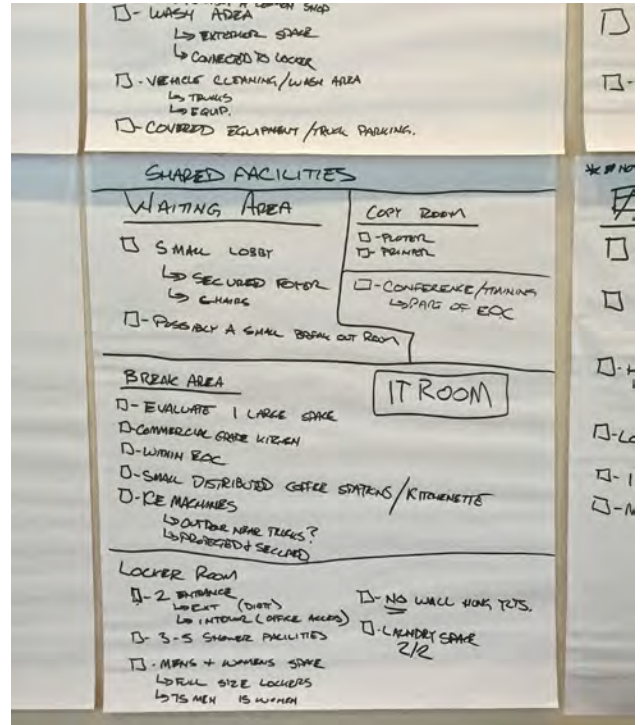 SHOP
- WASH AREA
↳ EXTERIOR SPACE
↳ CONNECTED TO LOCKER
- VEHICLE CLEANING/WASH AREA
↳ TRUCKS
↳ EQUIP.
- COVERED EQUIPMENT/TRUCK PARKING.
SHARED FACILITIES
WAITING AREA
SMALL LOBBY
↳ SECURED FOYER
↳ CHAIRS
- POSSIBLY A SMALL BREAK OUT ROOM
COPY ROOM
- PLOTER
- PRINTER
- CONFERENCE/TRAINING
↳ PART OF EOC
BREAK AREA
- EVALUATE 1 LARGE SPACE
- COMMERCIAL GRADE KITCHEN
- WITHIN EOC
- SMALL DISTRIBUTED COFFEE STATIONS/KITCHENETTE
- ICE MACHINES
↳ OUTDOOR NEAR TRUCKS?
↳ PROTECTED + SECURED
IT ROOM
LOCKER ROOM
- 2 ENTRANCE
↳ EXT (DIRTY)
↳ INTERIOR (OFFICE ACCESS)
- 3-5 SHOWER FACILITIES
- MENS + WOMENS SPACE
↳ FULL SIZE LOCKERS
↳ 75 MEN 15 WOMEN
- NO WALL HUNG TLTS.
- LAUNDRY SPACE
2/2